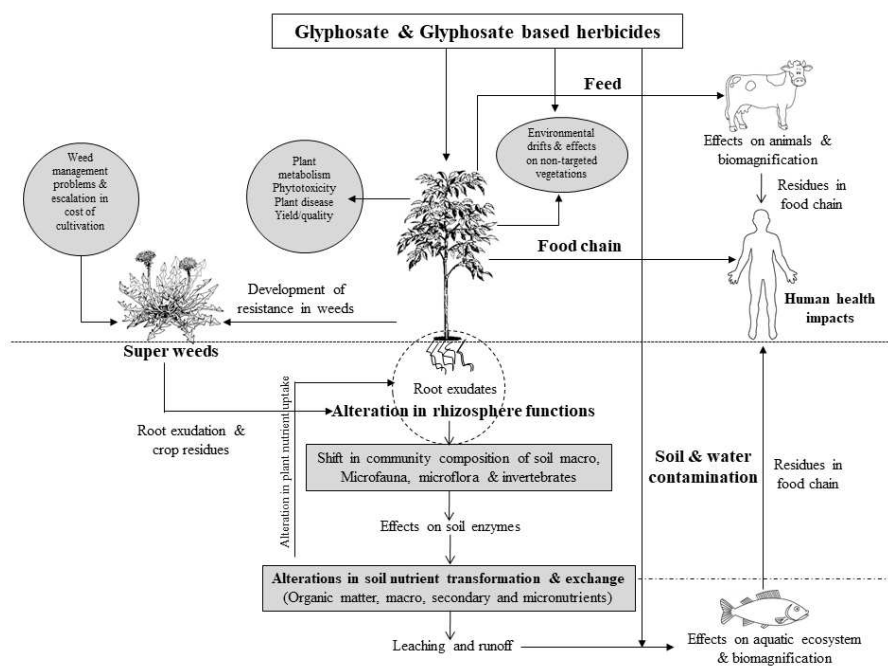 Glyphosate & Glyphosate based herbicides
Feed
Effects on animals &
biomagnification
Weed
management
problems &
escalation in
cost of
cultivation
Plant
metabolism
Phytotoxicity
Plant disease
Yield/quality
Environmental
drifts & effects
on non-targeted
vegetations
Residues in
food chain
Food chain
Development of
resistance in weeds
Human health
impacts
Super weeds
Root exudates
Alteration in rhizosphere functions
Root exudation &
crop residues
Alteration in plant nutrient uptake
Shift in community composition of soil macro,
Microfauna, microflora & invertebrates
Soil & water
contamination
Residues in
food chain
Effects on soil enzymes
Alterations in soil nutrient transformation & exchange
(Organic matter, macro, secondary and micronutrients)
Leaching and runoff
Effects on aquatic ecosystem
& biomagnification